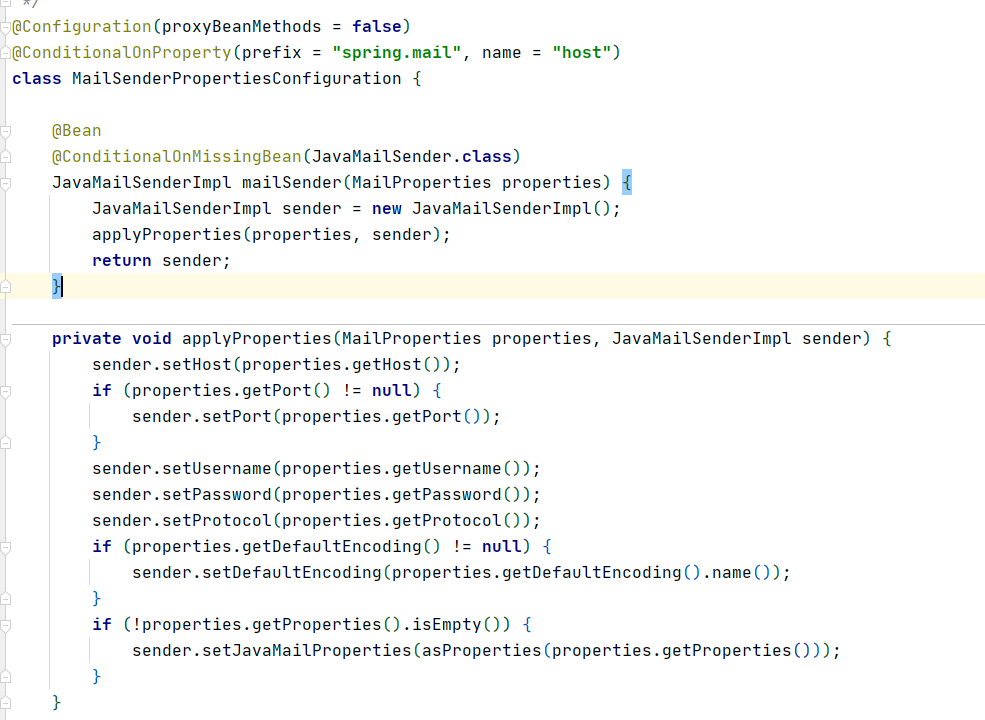 */
@Configuration(proxyBeanMethods = false)
@ConditionalOnProperty(prefix = "spring.mail", name = "host")
class MailSenderPropertiesConfiguration {
@Bean
@ConditionalOnMissingBean(JavaMailSender.class)
JavaMailSenderImpl mailSender(MailProperties properties) {
JavaMailSenderImpl sender = new JavaMailSenderImpl();
applyProperties(properties, sender);
return sender;
}
private void applyProperties(MailProperties properties, JavaMailSenderImpl sender) {
sender.setHost(properties.getHost());
if (properties.getPort() != null) {
sender.setPort(properties.getPort());
}
sender.setUsername(properties.getUsername());
sender.setPassword(properties.getPassword());
sender.setProtocol(properties.getProtocol());
if (properties.getDefaultEncoding() != null) {
sender.setDefaultEncoding(properties.getDefaultEncoding().name());
}
if (!properties.getProperties().isEmpty()) {
sender.setJavaMailProperties(asProperties(properties.getProperties()));
}
}